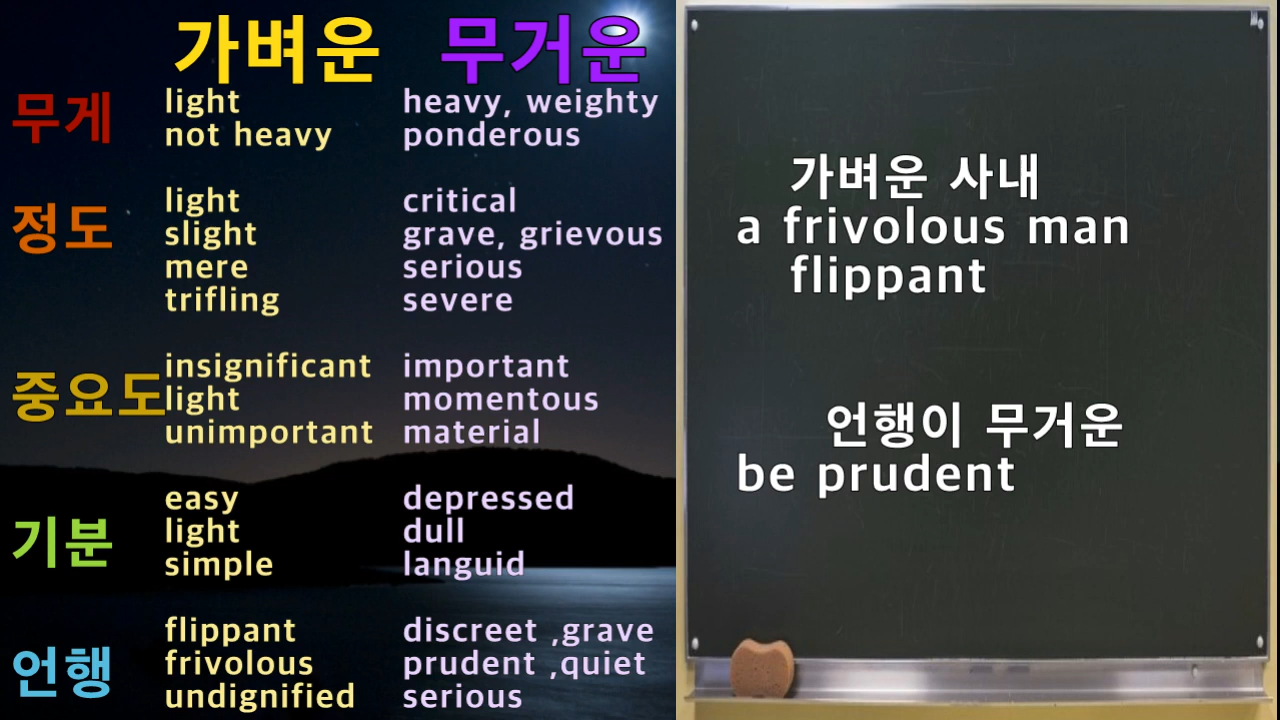 가벼운 무거운
무게
light heavy, weighty
not heavy ponderous
정도
light critical
slight grave, grievous
mere serious
trifling severe
중요도
insignificant important
light momentous
unimportant material
기분
easy depressed
light dull
simple languid
언행
flippant discreet ,grave
frivolous prudent ,quiet
undignified serious
가벼운 사내
a frivolous man
flippant
언행이 무거운
be prudent